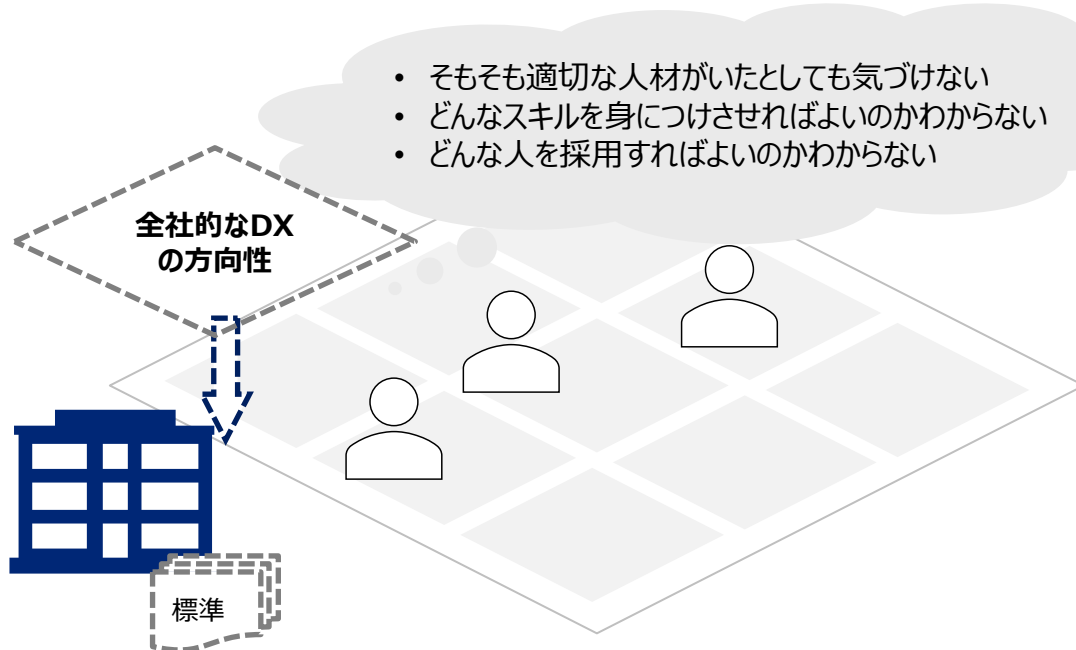 • そもそも適切な人材がいたとしても気づけない
• どんなスキルを身につけさせればよいのかわからない
• どんな人を採用すればよいのかわからない
全社的なDX
の方向性
標準